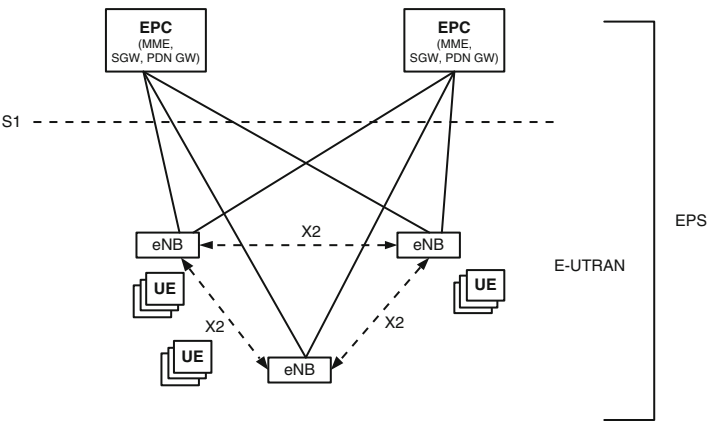 EPC
(MME,
SGW, PDN GW)
EPC
(MME,
SGW, PDN GW)
S1
X2
eNB
eNB
EPS
E-UTRAN
UE
UE
X2
X2
UE
eNB